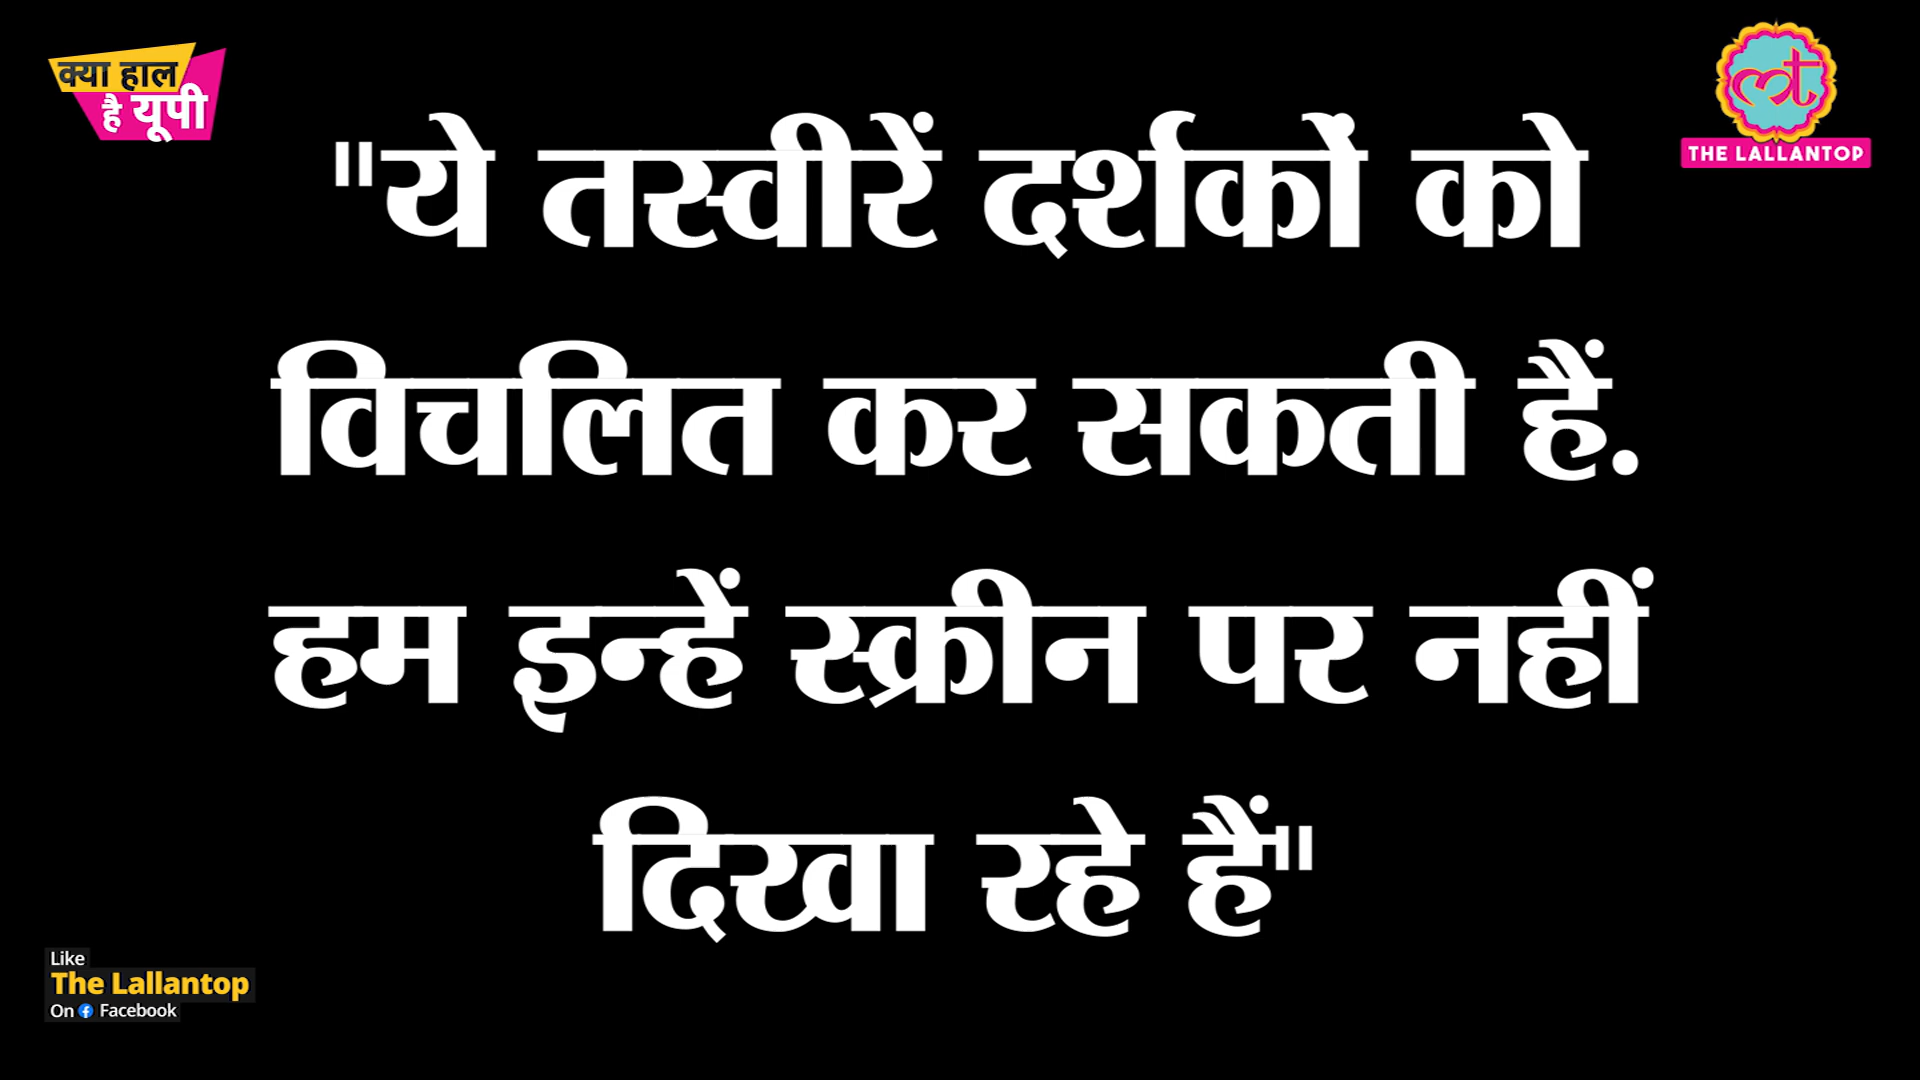 क्या हाल
है यूपी
THE LALLANTOP
"ये तस्वीरें दर्शकों को
विचलित कर सकती हैं.
हम इन्हें स्क्रीन पर नहीं
दिखा रहे हैं"
Like
The Lallantop
On Facebook